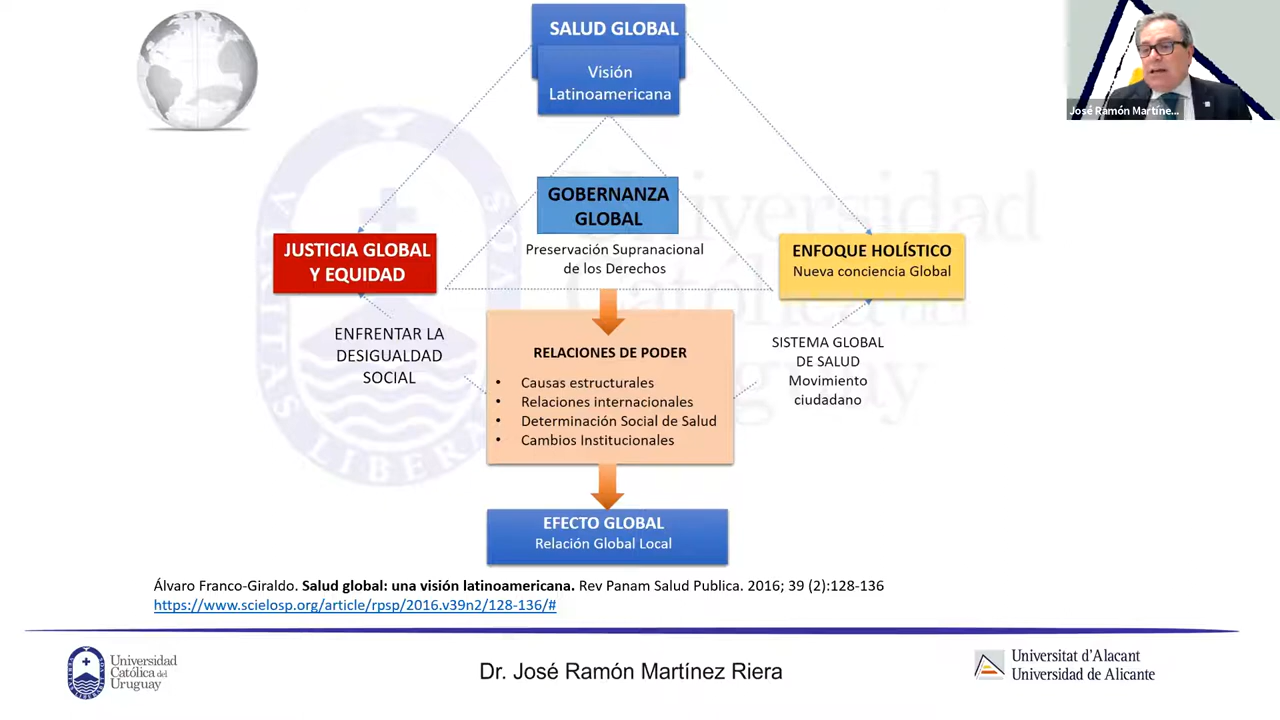 SALUD GLOBAL
Visión
Latinoamericana
José Ramón Martíne...
GOBERNANZA
GLOBAL
Preservación Supranacional
de los Derechos
JUSTICIA GLOBAL
Y EQUIDAD
ENFOQUE HOLÍSTICO
Nueva conciencia Global
ENFRENTAR LA
DESIGUALDAD
SOCIAL
RELACIONES DE PODER
• Causas estructurales
• Relaciones internacionales
• Determinación Social de Salud
• Cambios Institucionales
SISTEMA GLOBAL
DE SALUD
Movimiento
ciudadano
EFECTO GLOBAL
Relación Global Local
Álvaro Franco-Giraldo. Salud global: una visión latinoamericana. Rev Panam Salud Publica. 2016; 39 (2):128-136
https://www.scielosp.org/article/rpsp/2016.v39n2/128-136/#
Universidad
Católica del
Uruguay
Dr. José Ramón Martínez Riera
Universitat d'Alacant
Universidad de Alicante
Universidad
Católica del
Uruguay